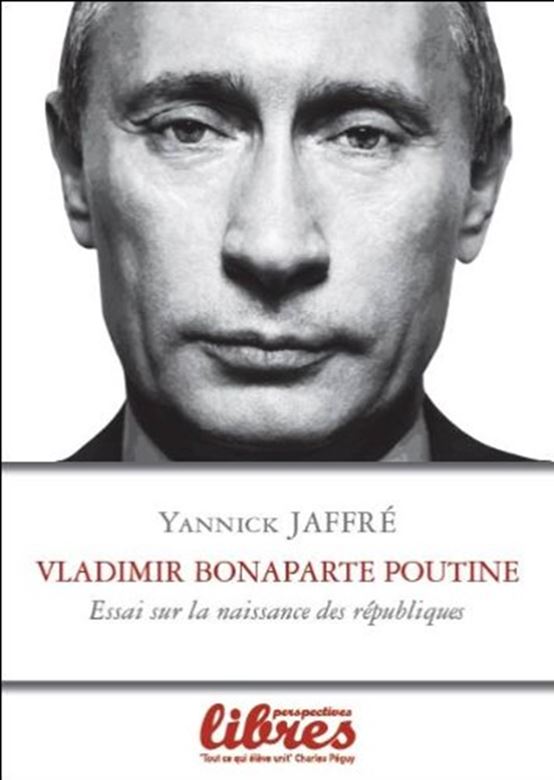 YANNICK JAFFRÉ
VLADIMIR BONAPARTE POUTINE
Essai sur la naissance des républiques
perspectives
libres
"Tout ce qui élève unit" Charles Péguy